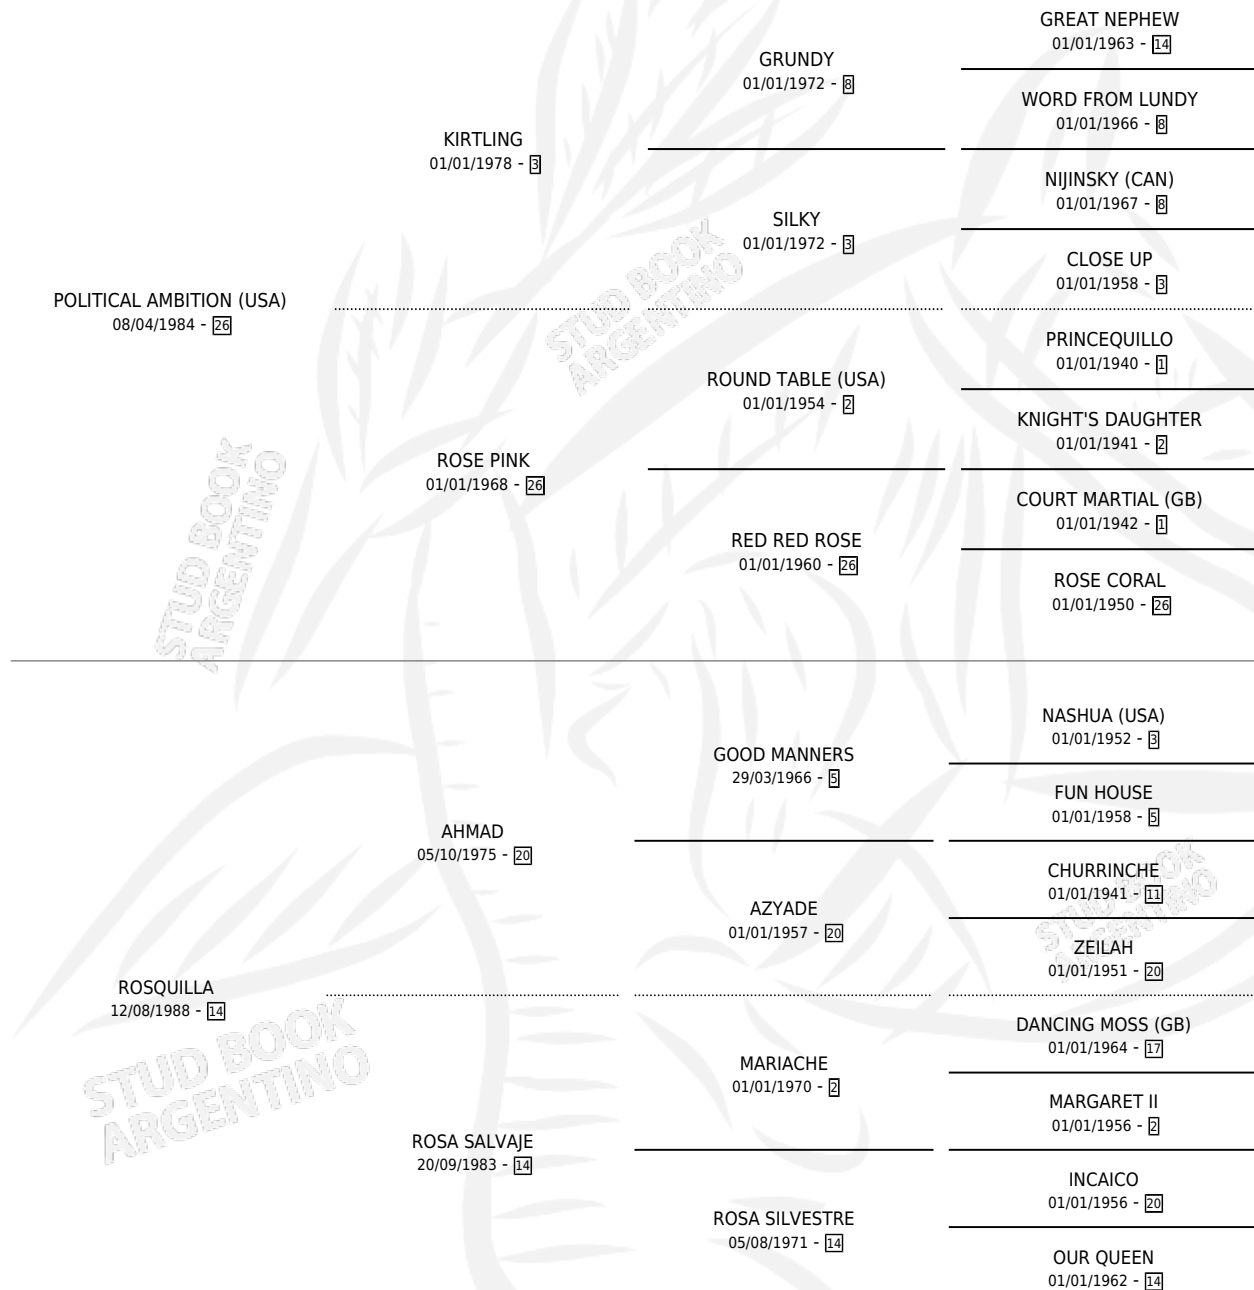 GREAT NEPHEW
01/01/1963 - 14
GRUNDY
01/01/1972 - 8
WORD FROM LUNDY
01/01/1966 - 8
KIRTLING
01/01/1978 - 3
NIJINSKY (CAN)
01/01/1967 - 8
SILKY
01/01/1972 - 3
CLOSE UP
01/01/1958 - 3
POLITICAL AMBITION (USA)
08/04/1984 - 26
PRINCEQUILLO
01/01/1940 - 1
ROUND TABLE (USA)
01/01/1954 - 2
KNIGHT'S DAUGHTER
01/01/1941 - 2
ROSE PINK
01/01/1968 - 26
COURT MARTIAL (GB)
01/01/1942 - 1
RED RED ROSE
01/01/1960 - 26
ROSE CORAL
01/01/1950 - 26
NASHUA (USA)
01/01/1952 - 3
GOOD MANNERS
29/03/1966 - 5
FUN HOUSE
01/01/1958 - 5
AHMAD
05/10/1975 - 20
CHURRINCHE
01/01/1941 - 11
AZYADE
01/01/1957 - 20
ZEILAH
01/01/1951 - 20
ROSQUILLA
12/08/1988 - 14
DANCING MOSS (GB)
01/01/1964 - 17
MARIACHE
01/01/1970 - 2
MARGARET II
01/01/1956 - 2
ROSA SALVAJE
20/09/1983 - 14
INCAICO
01/01/1956 - 20
ROSA SILVESTRE
05/08/1971 - 14
OUR QUEEN
01/01/1962 - 14
STUD BOOK
ARGENTINO
STUD BOOK
ARGENTINO
STUD BOOK
ARGENTINO
STUD BOOK
ARGENTINO